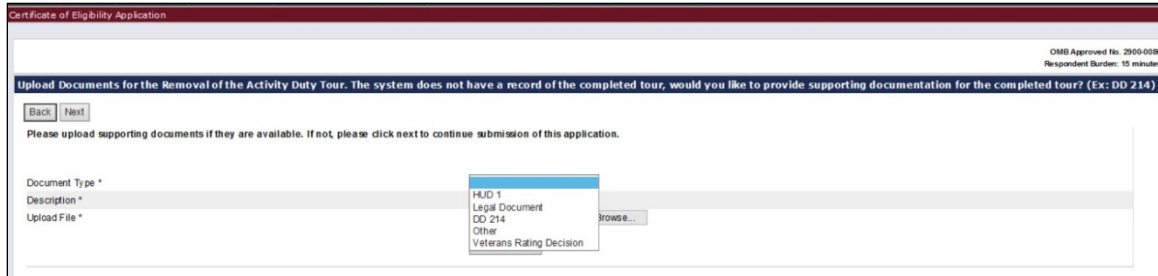 Certificate of Eligibility Application
OMB Approved No. 2900-008
Respondent Burden: 15 minute
Upload Documents for the Removal of the Activity Duty Tour. The system does not have a record of the completed tour, would you like to provide supporting documentation for the completed tour? (Ex: DD 214)
Back Next
Please upload supporting documents if they are available. If not, please click next to continue submission of this application.
Document Type *
Description *
Upload File *
HUD 1
Legal Document
DD 214
Other
Veterans Rating Decision
Browse...